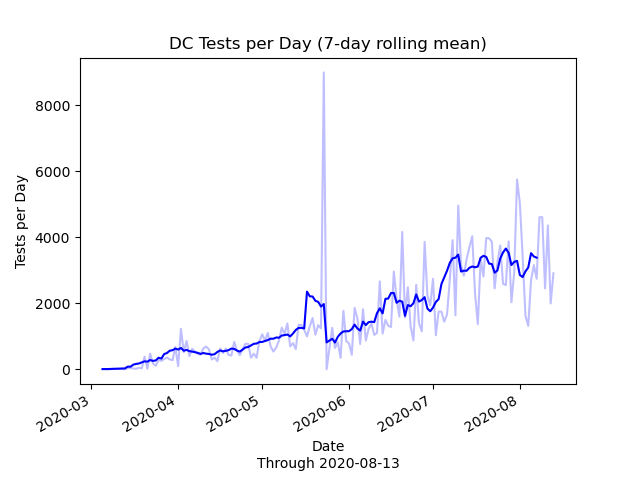 DC Tests per Day (7-day rolling mean)
8000
6000
4000
2000
0
Tests per Day
2020-03
2020-04
2020-05
2020-06
2020-07
2020-08
Date
Through 2020-08-13